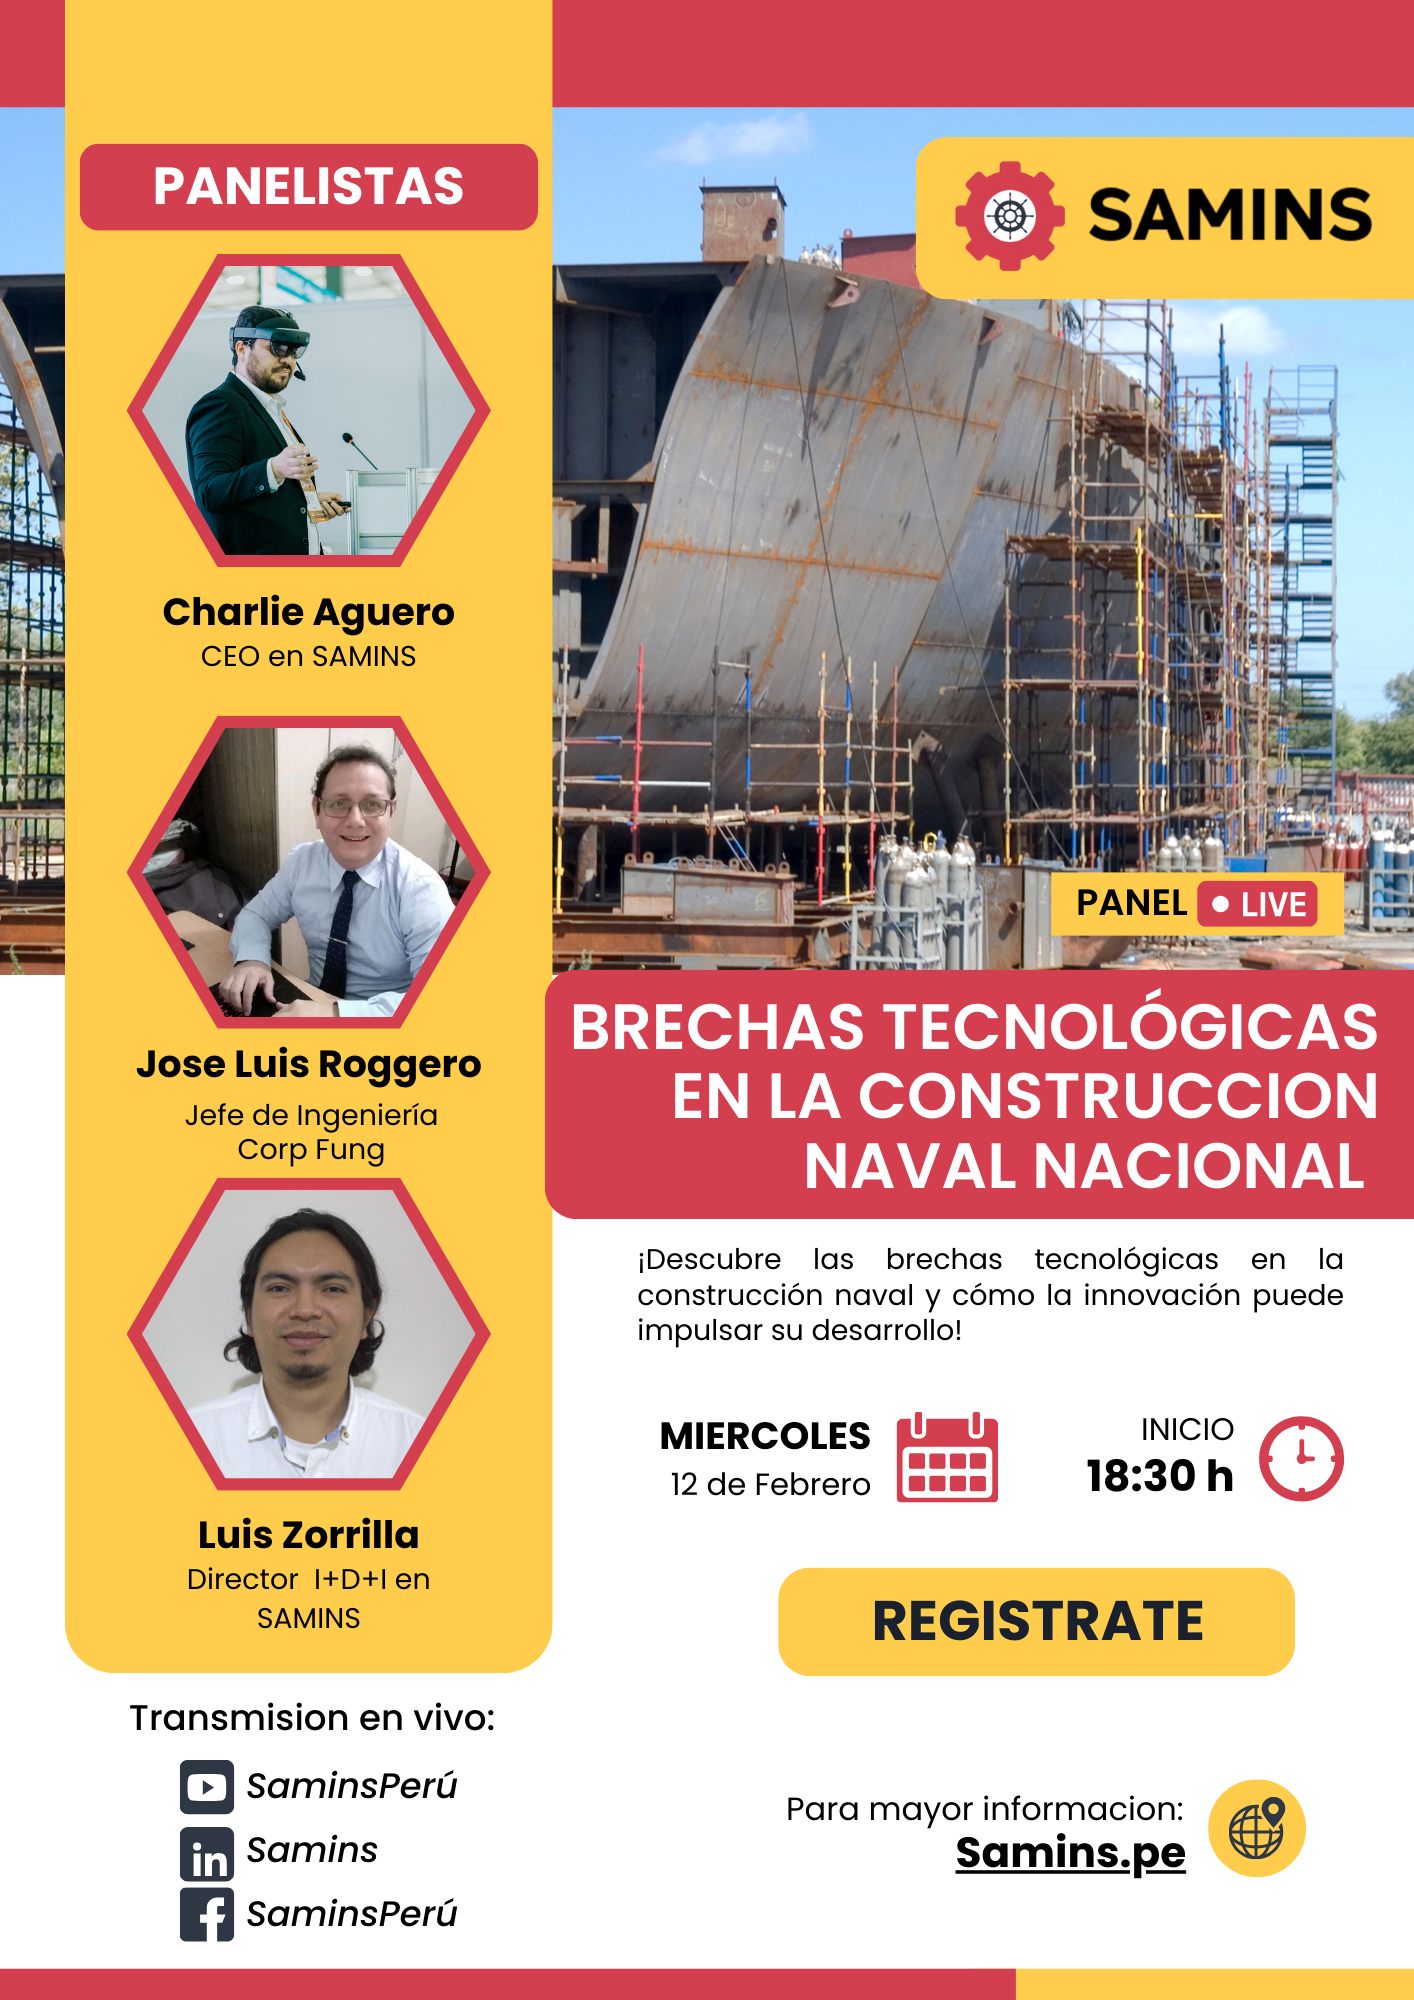 PANELISTAS
Charlie Aguero
CEO en SAMINS
Jose Luis Roggero
Jefe de Ingeniería
Corp Fung
Luis Zorrilla
Director I+D+I en
SAMINS
Transmision en vivo:
SaminsPerú
in Samins
SaminsPerú
SAMINS
PANEL LIVE
BRECHAS TECNOLÓGICAS
EN LA CONSTRUCCION
NAVAL NACIONAL
¡Descubre las brechas tecnológicas en la
construcción naval y cómo la innovación puede
impulsar su desarrollo!
MIERCOLES
12 de Febrero
INICIO
18:30 h
REGISTRATE
Para mayor informacion:
Samins.pe